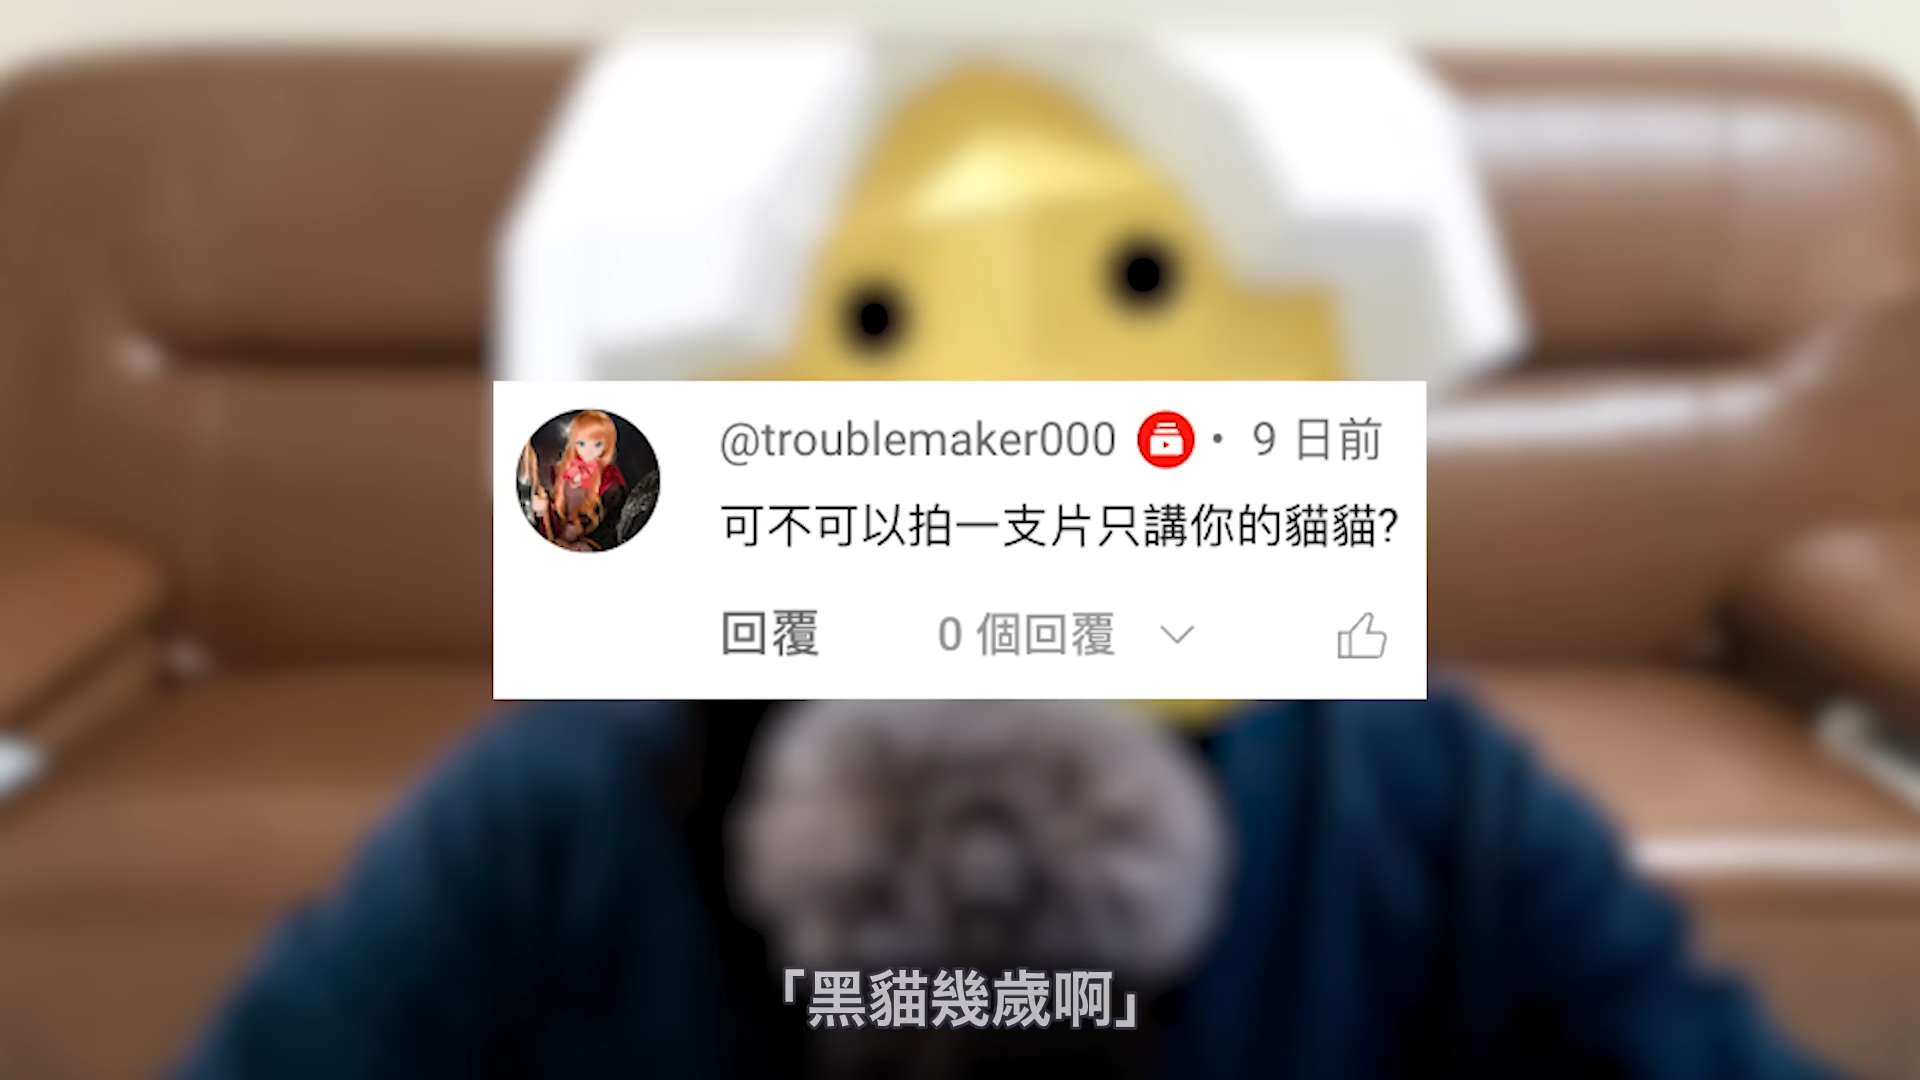 @troublemaker000 • 9 日前
可不可以拍一支片只講你的貓貓?
回覆 0 個回覆
「黑貓幾歲啊」